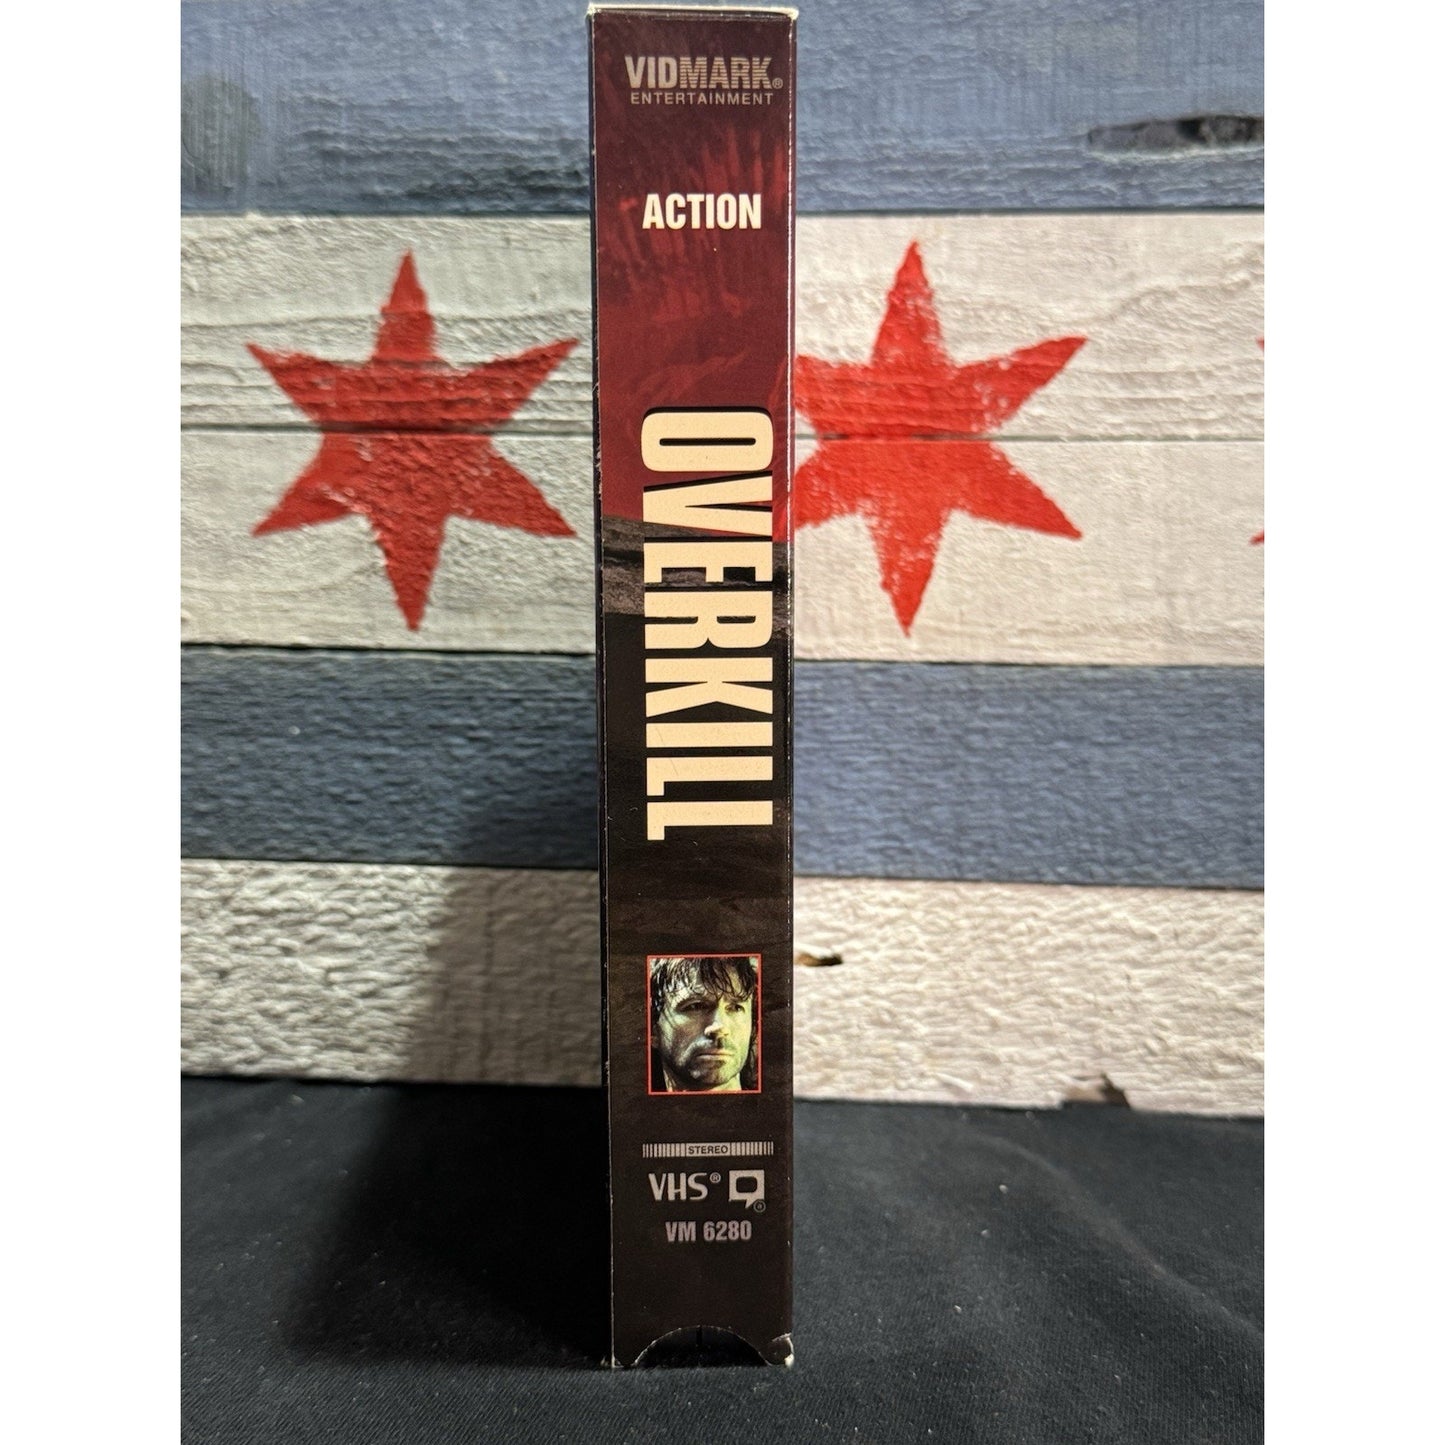 VIDMARK®
ENTERTAINMENT
ACTION
OVERKILL
STEREO
VHS®
VM 6280